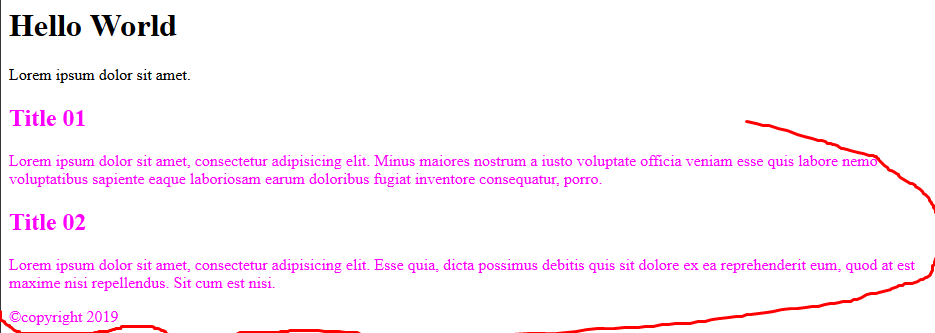 Hello World
Lorem ipsum dolor sit amet.
Title 01
Lorem ipsum dolor sit amet, consectetur adipisicing elit. Minus maiores nostrum a iusto voluptate officia veniam esse quis labore nemo
voluptatibus sapiente eaque laboriosam earum doloribus fugiat inventore consequatur, porro.
Title 02
Lorem ipsum dolor sit amet, consectetur adipisicing elit. Esse quia, dicta possimus debitis quis sit dolore ex ea reprehenderit eum, quod at est
maxime nisi repellendus. Sit cum est nisi.
©copyright 2019